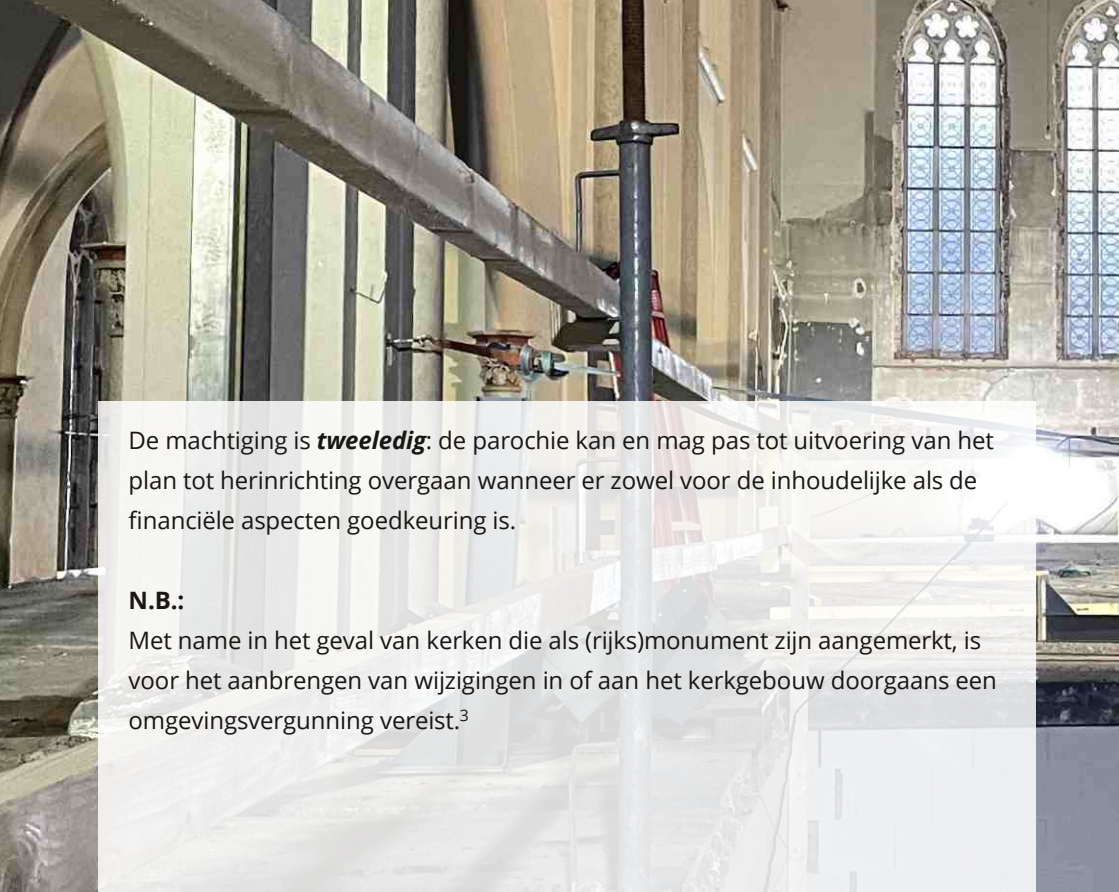 De machtiging is tweeledig: de parochie kan en mag pas tot uitvoering van het
plan tot herinrichting overgaan wanneer er zowel voor de inhoudelijke als de
financiële aspecten goedkeuring is.
N.B.:
Met name in het geval van kerken die als (rijks)monument zijn aangemerkt, is
voor het aanbrengen van wijzigingen in of aan het kerkgebouw doorgaans een
omgevingsvergunning vereist.³